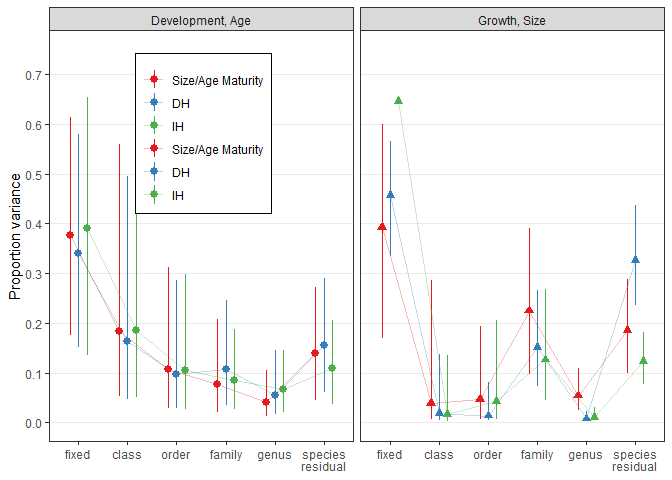 Development, Age
Growth, Size
Proportion variance
0.7
0.6
0.5
0.4
0.3
0.2
0.1
0.0
Size/Age Maturity
DH
IH
Size/Age Maturity
DH
IH
fixed class order family genus species residual
fixed class order family genus species residual